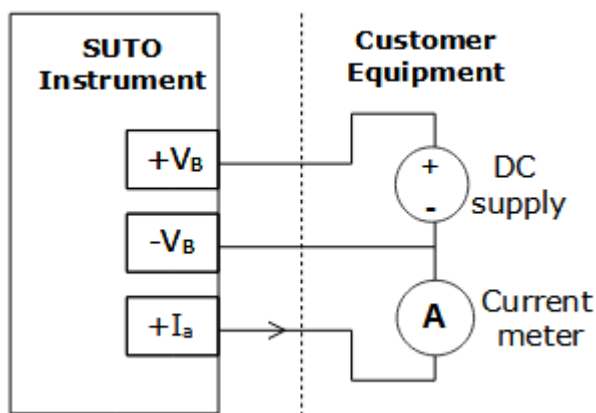 SUTO
Instrument
Customer
Equipment
+VB
-VB
+Ia
+
-
DC
supply
A
Current
meter